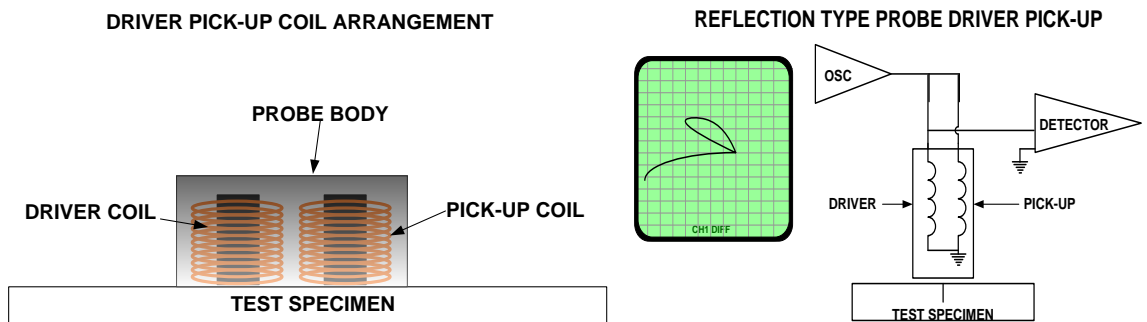 DRIVER PICK-UP COIL ARRANGEMENT
PROBE BODY
DRIVER COIL
PICK-UP COIL
TEST SPECIMEN
REFLECTION TYPE PROBE DRIVER PICK-UP
OSC
DETECTOR
DRIVER
PICK-UP
CH1 DIFF
TEST SPECIMEN